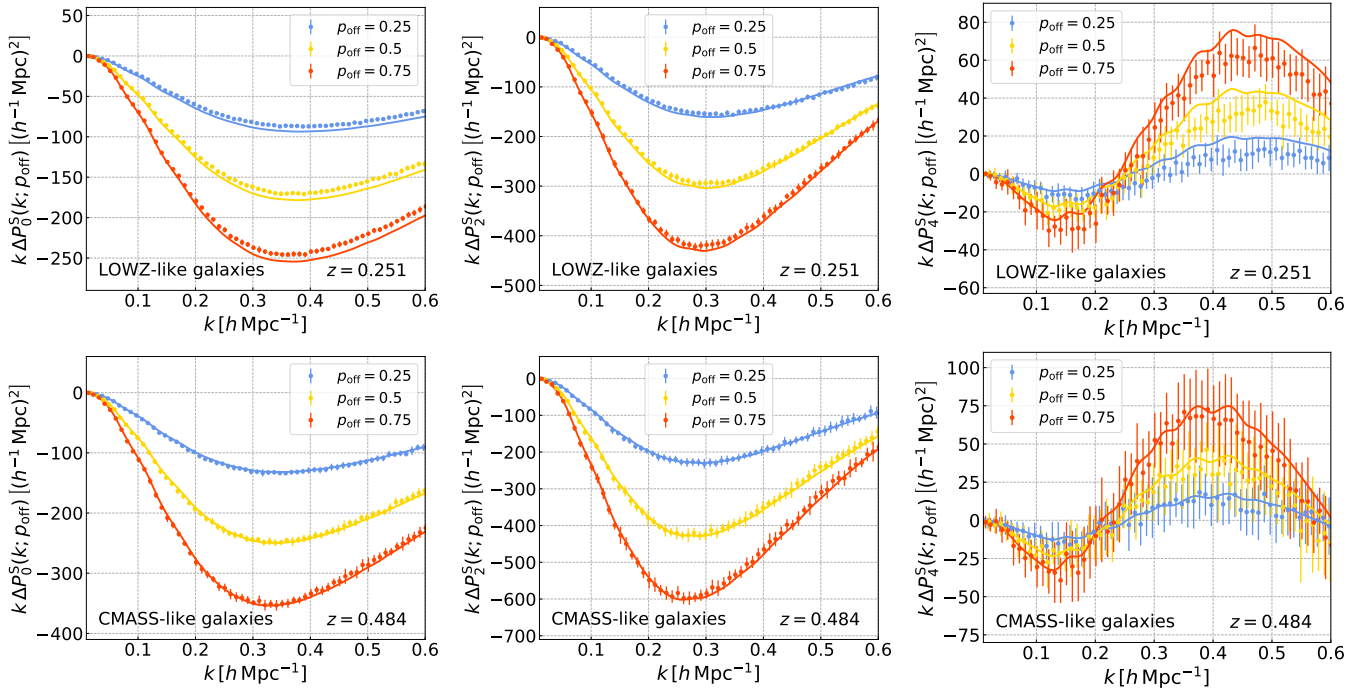 50
0
−50
−100
−150
−200
−250
k ΔP₀ˢ(k; p_off) [(h⁻¹ Mpc)²]
p_off = 0.25
p_off = 0.5
p_off = 0.75
LOWZ-like galaxies z = 0.251
0.1 0.2 0.3 0.4 0.5 0.6
k [h Mpc⁻¹]
0
−100
−200
−300
−400
−500
k ΔP₂ˢ(k; p_off) [(h⁻¹ Mpc)²]
p_off = 0.25
p_off = 0.5
p_off = 0.75
LOWZ-like galaxies z = 0.251
0.1 0.2 0.3 0.4 0.5 0.6
k [h Mpc⁻¹]
80
60
40
20
0
−20
−40
−60
k ΔP₄ˢ(k; p_off) [(h⁻¹ Mpc)²]
p_off = 0.25
p_off = 0.5
p_off = 0.75
LOWZ-like galaxies z = 0.251
0.1 0.2 0.3 0.4 0.5 0.6
k [h Mpc⁻¹]
0
−100
−200
−300
−400
k ΔP₀ˢ(k; p_off) [(h⁻¹ Mpc)²]
p_off = 0.25
p_off = 0.5
p_off = 0.75
CMASS-like galaxies z = 0.484
0.1 0.2 0.3 0.4 0.5 0.6
k [h Mpc⁻¹]
0
−100
−200
−300
−400
−500
−600
−700
k ΔP₂ˢ(k; p_off) [(h⁻¹ Mpc)²]
p_off = 0.25
p_off = 0.5
p_off = 0.75
CMASS-like galaxies z = 0.484
0.1 0.2 0.3 0.4 0.5 0.6
k [h Mpc⁻¹]
100
75
50
25
0
−25
−50
−75
k ΔP₄ˢ(k; p_off) [(h⁻¹ Mpc)²]
p_off = 0.25
p_off = 0.5
p_off = 0.75
CMASS-like galaxies z = 0.484
0.1 0.2 0.3 0.4 0.5 0.6
k [h Mpc⁻¹]